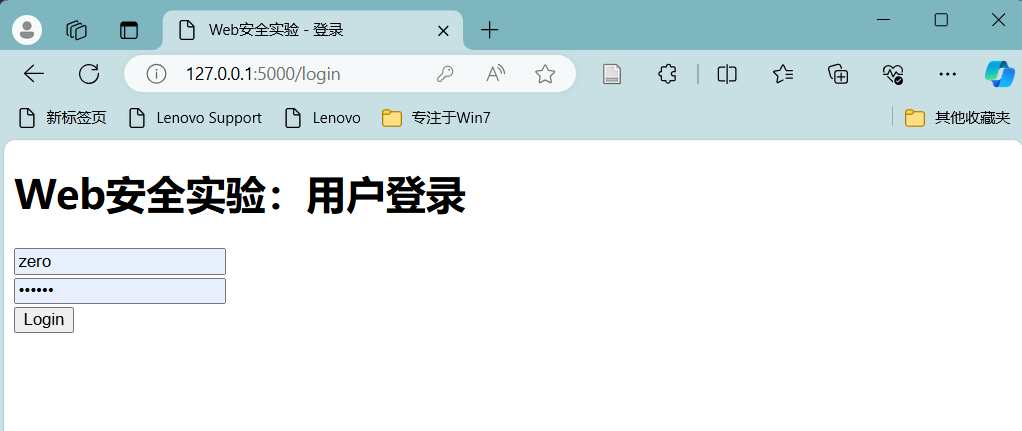 Web安全实验 - 登录
127.0.0.1:5000/login
新标签页
Lenovo Support
Lenovo
专注于Win7
其他收藏夹
Web安全实验：用户登录
zero
••••••
Login